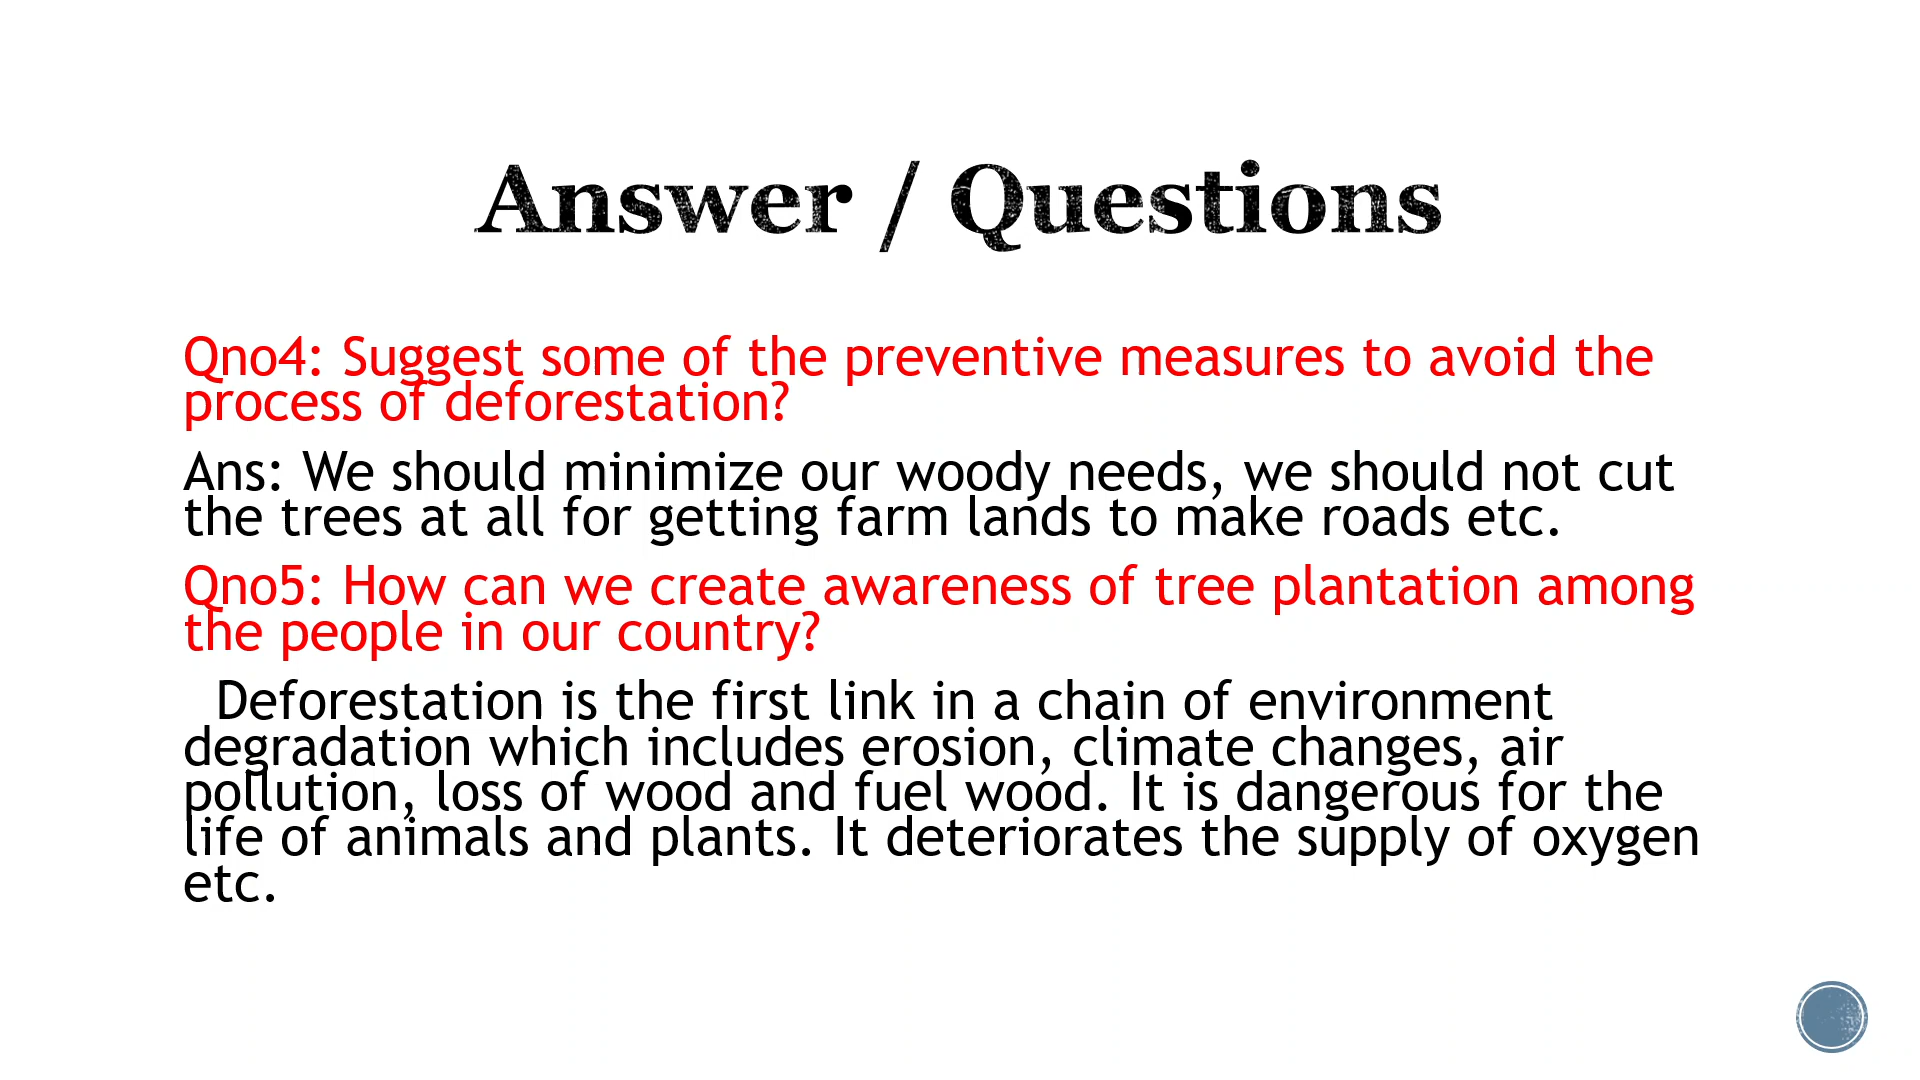 Answer / Questions
Qno4: Suggest some of the preventive measures to avoid the
process of deforestation?
Ans: We should minimize our woody needs, we should not cut
the trees at all for getting farm lands to make roads etc.
Qno5: How can we create awareness of tree plantation among
the people in our country?
Deforestation is the first link in a chain of environment
degradation which includes erosion, climate changes, air
pollution, loss of wood and fuel wood. It is dangerous for the
life of animals and plants. It deteriorates the supply of oxygen
etc.